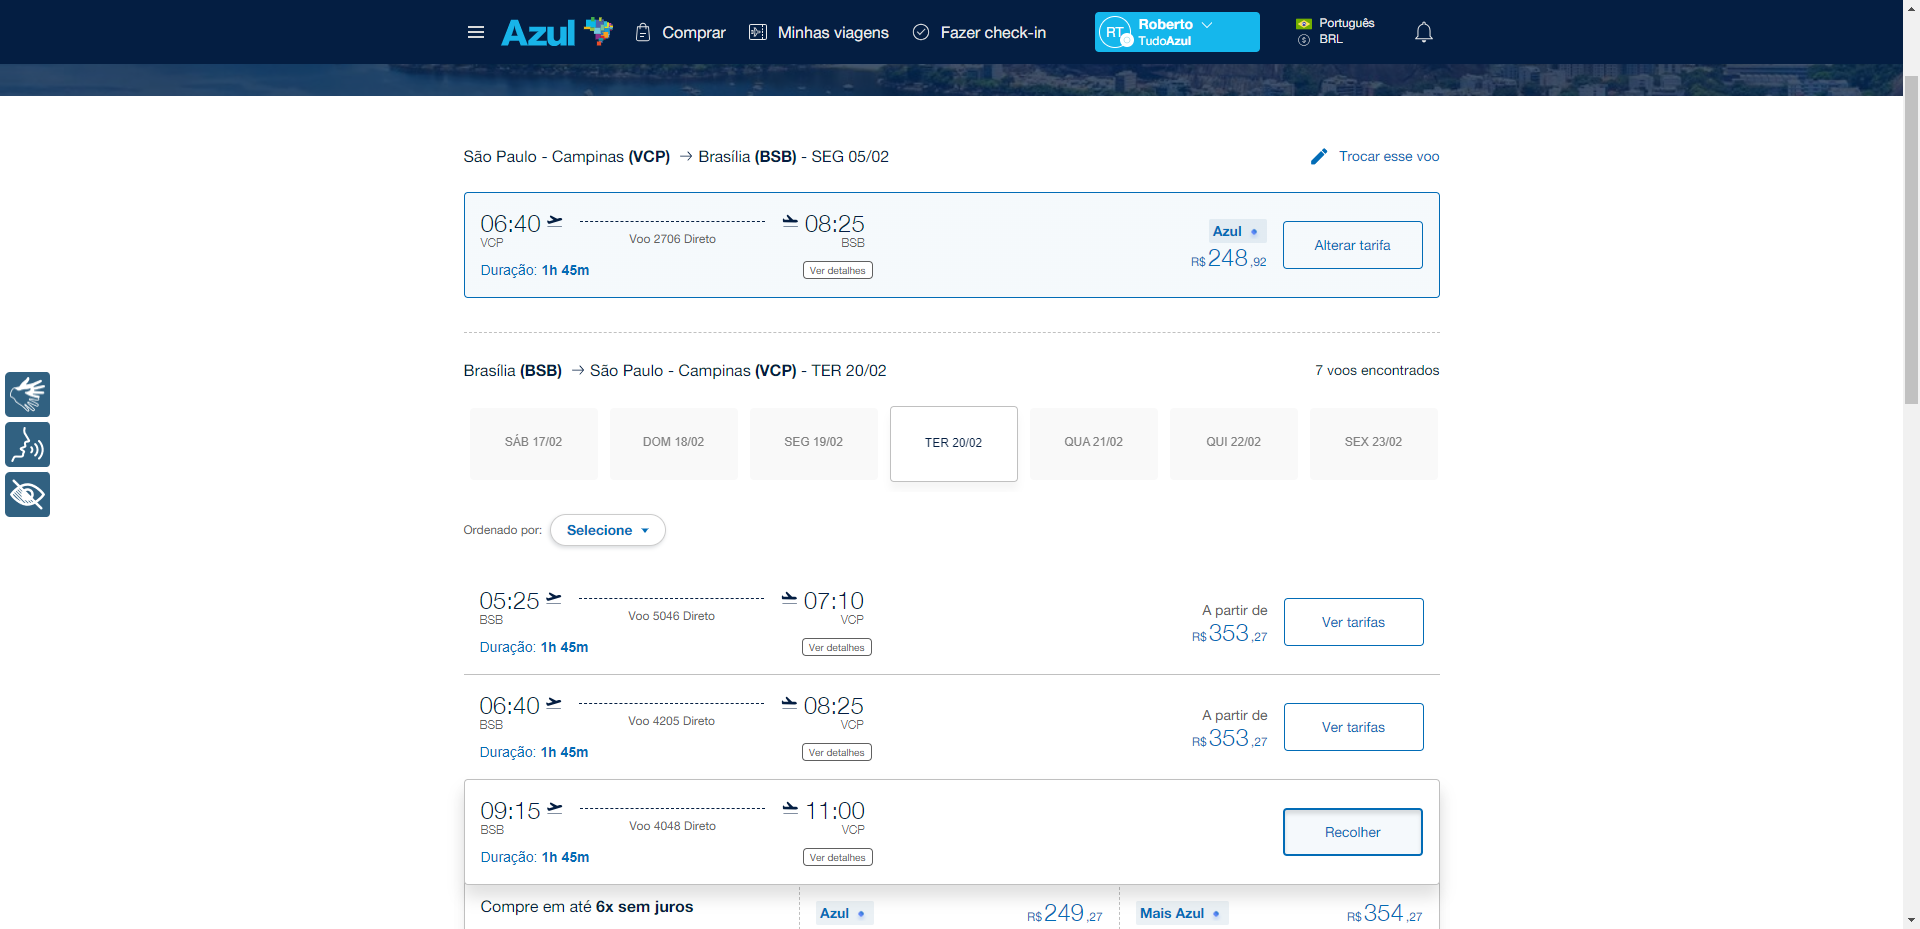 Azul
Comprar
Minhas viagens
Fazer check-in
RT
Roberto
TudoAzul
Português
BRL
São Paulo - Campinas (VCP) → Brasília (BSB) - SEG 05/02
Trocar esse voo
06:40
08:25
VCP
Voo 2706 Direto
BSB
Duração: 1h 45m
Ver detalhes
Azul
R$248,92
Alterar tarifa
Brasília (BSB) → São Paulo - Campinas (VCP) - TER 20/02
7 voos encontrados
SÁB 17/02
DOM 18/02
SEG 19/02
TER 20/02
QUA 21/02
QUI 22/02
SEX 23/02
Ordenado por:
Selecione
05:25
07:10
BSB
Voo 5046 Direto
VCP
Duração: 1h 45m
Ver detalhes
A partir de
R$353,27
Ver tarifas
06:40
08:25
BSB
Voo 4205 Direto
VCP
Duração: 1h 45m
Ver detalhes
A partir de
R$353,27
Ver tarifas
09:15
11:00
BSB
Voo 4048 Direto
VCP
Duração: 1h 45m
Ver detalhes
Recolher
Compre em até 6x sem juros
Azul
R$249,27
Mais Azul
R$354,27